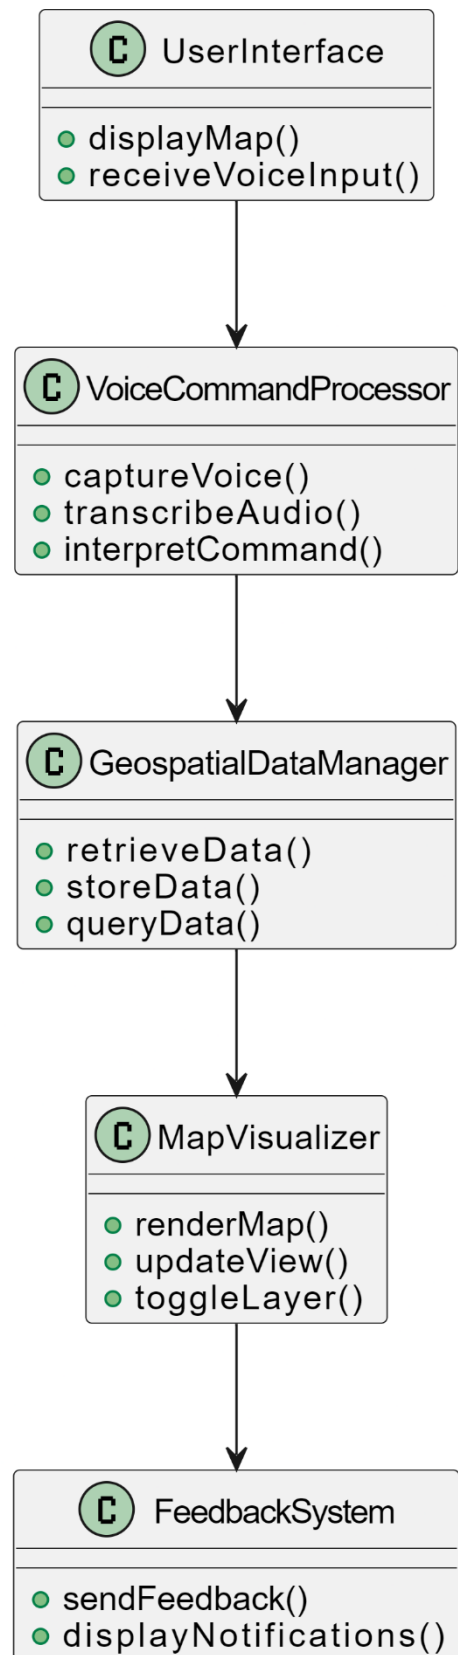 C UserInterface
displayMap()
receiveVoiceInput()
C VoiceCommandProcessor
captureVoice()
transcribeAudio()
interpretCommand()
C GeospatialDataManager
retrieveData()
storeData()
queryData()
C MapVisualizer
renderMap()
updateView()
toggleLayer()
C FeedbackSystem
sendFeedback()
displayNotifications()